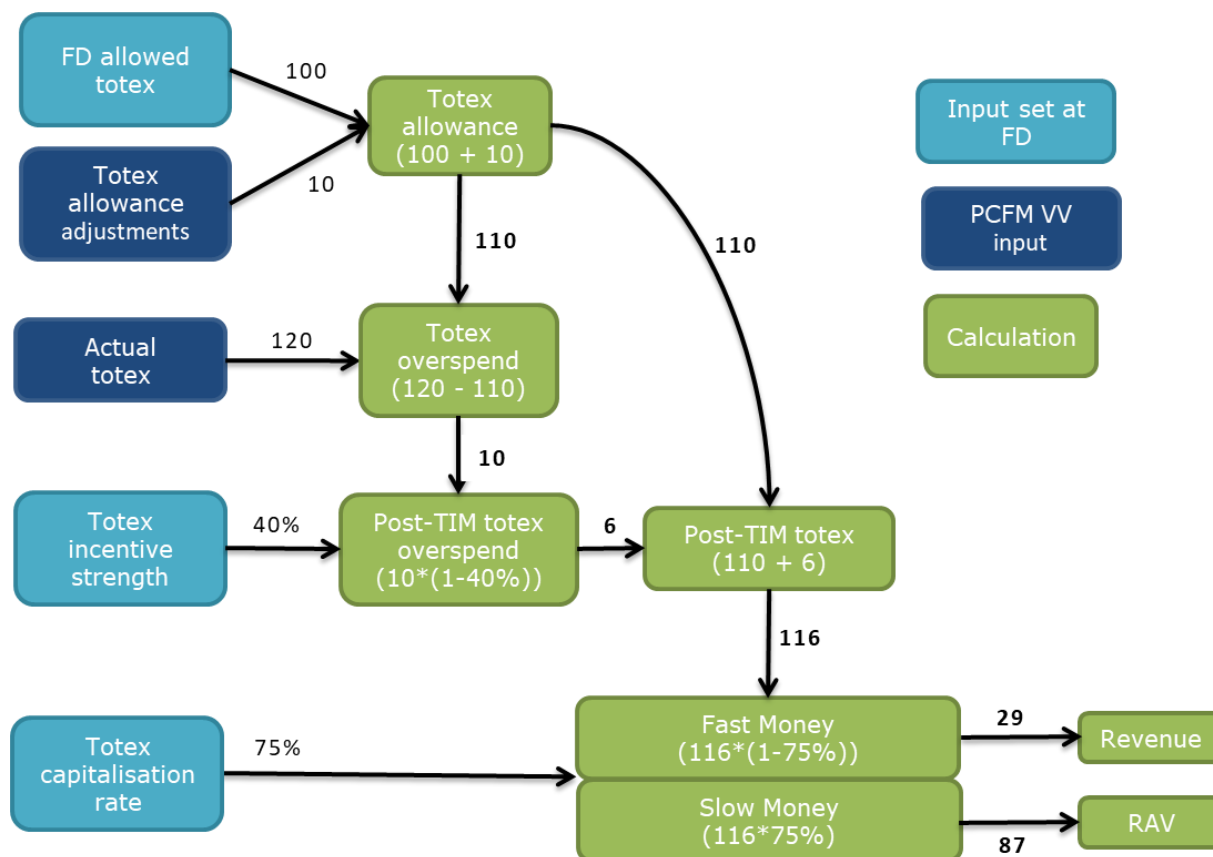 FD allowed
totex
100
Totex
allowance
(100 + 10)
Input set at
FD
Totex
allowance
adjustments
10
PCFM VV
input
110
110
Actual
totex
120
Totex
overspend
(120 - 110)
Calculation
10
Totex
incentive
strength
40%
Post-TIM totex
overspend
(10*(1-40%))
6
Post-TIM totex
(110 + 6)
116
Totex
capitalisation
rate
75%
Fast Money
(116*(1-75%))
29
Revenue
Slow Money
(116*75%)
87
RAV